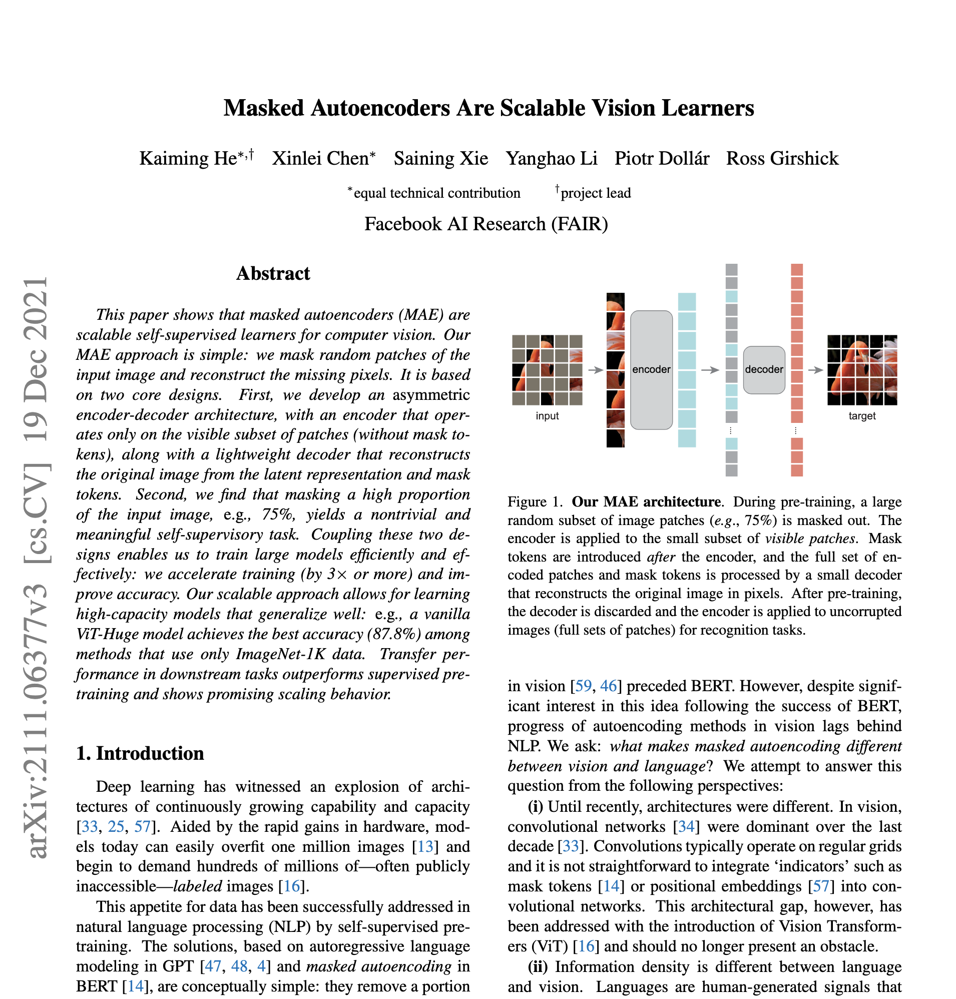 Masked Autoencoders Are Scalable Vision Learners
Kaiming He*,† Xinlei Chen* Saining Xie Yanghao Li Piotr Dollár Ross Girshick
*equal technical contribution †project lead
Facebook AI Research (FAIR)
arXiv:2111.06377v3 [cs.CV] 19 Dec 2021
Abstract
This paper shows that masked autoencoders (MAE) are
scalable self-supervised learners for computer vision. Our
MAE approach is simple: we mask random patches of the
input image and reconstruct the missing pixels. It is based
on two core designs. First, we develop an asymmetric
encoder-decoder architecture, with an encoder that oper-
ates only on the visible subset of patches (without mask to-
kens), along with a lightweight decoder that reconstructs
the original image from the latent representation and mask
tokens. Second, we find that masking a high proportion
of the input image, e.g., 75%, yields a nontrivial and
meaningful self-supervisory task. Coupling these two de-
signs enables us to train large models efficiently and ef-
fectively: we accelerate training (by 3× or more) and im-
prove accuracy. Our scalable approach allows for learning
high-capacity models that generalize well: e.g., a vanilla
ViT-Huge model achieves the best accuracy (87.8%) among
methods that use only ImageNet-1K data. Transfer per-
formance in downstream tasks outperforms supervised pre-
training and shows promising scaling behavior.
1. Introduction
Deep learning has witnessed an explosion of archi-
tectures of continuously growing capability and capacity
[33, 25, 57]. Aided by the rapid gains in hardware, mod-
els today can easily overfit one million images [13] and
begin to demand hundreds of millions of—often publicly
inaccessible—labeled images [16].
This appetite for data has been successfully addressed in
natural language processing (NLP) by self-supervised pre-
training. The solutions, based on autoregressive language
modeling in GPT [47, 48, 4] and masked autoencoding in
BERT [14], are conceptually simple: they remove a portion
input
encoder
decoder
target
Figure 1. Our MAE architecture. During pre-training, a large
random subset of image patches (e.g., 75%) is masked out. The
encoder is applied to the small subset of visible patches. Mask
tokens are introduced after the encoder, and the full set of en-
coded patches and mask tokens is processed by a small decoder
that reconstructs the original image in pixels. After pre-training,
the decoder is discarded and the encoder is applied to uncorrupted
images (full sets of patches) for recognition tasks.
in vision [59, 46] preceded BERT. However, despite signif-
icant interest in this idea following the success of BERT,
progress of autoencoding methods in vision lags behind
NLP. We ask: what makes masked autoencoding different
between vision and language? We attempt to answer this
question from the following perspectives:
(i) Until recently, architectures were different. In vision,
convolutional networks [34] were dominant over the last
decade [33]. Convolutions typically operate on regular grids
and it is not straightforward to integrate ‘indicators’ such as
mask tokens [14] or positional embeddings [57] into con-
volutional networks. This architectural gap, however, has
been addressed with the introduction of Vision Transform-
ers (ViT) [16] and should no longer present an obstacle.
(ii) Information density is different between language
and vision. Languages are human-generated signals that